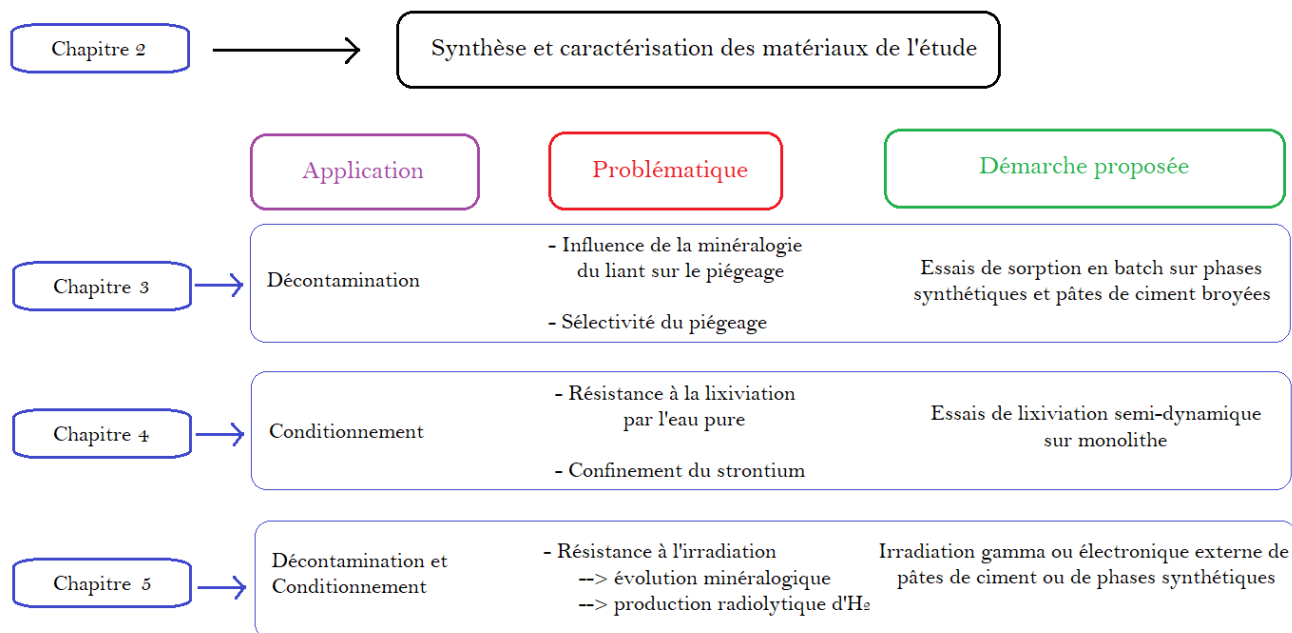 Chapitre 2
Synthèse et caractérisation des matériaux de l'étude
Application
Problématique
Démarche proposée
Chapitre 3
Décontamination
- Influence de la minéralogie
du liant sur le piégeage
- Sélectivité du piégeage
Essais de sorption en batch sur phases
synthétiques et pâtes de ciment broyées
Chapitre 4
Conditionnement
- Résistance à la lixiviation
par l'eau pure
- Confinement du strontium
Essais de lixiviation semi-dynamique
sur monolithe
Chapitre 5
Décontamination et
Conditionnement
- Résistance à l'irradiation
--> évolution minéralogique
--> production radiolytique d'H₂
Irradiation gamma ou électronique externe de
pâtes de ciment ou de phases synthétiques